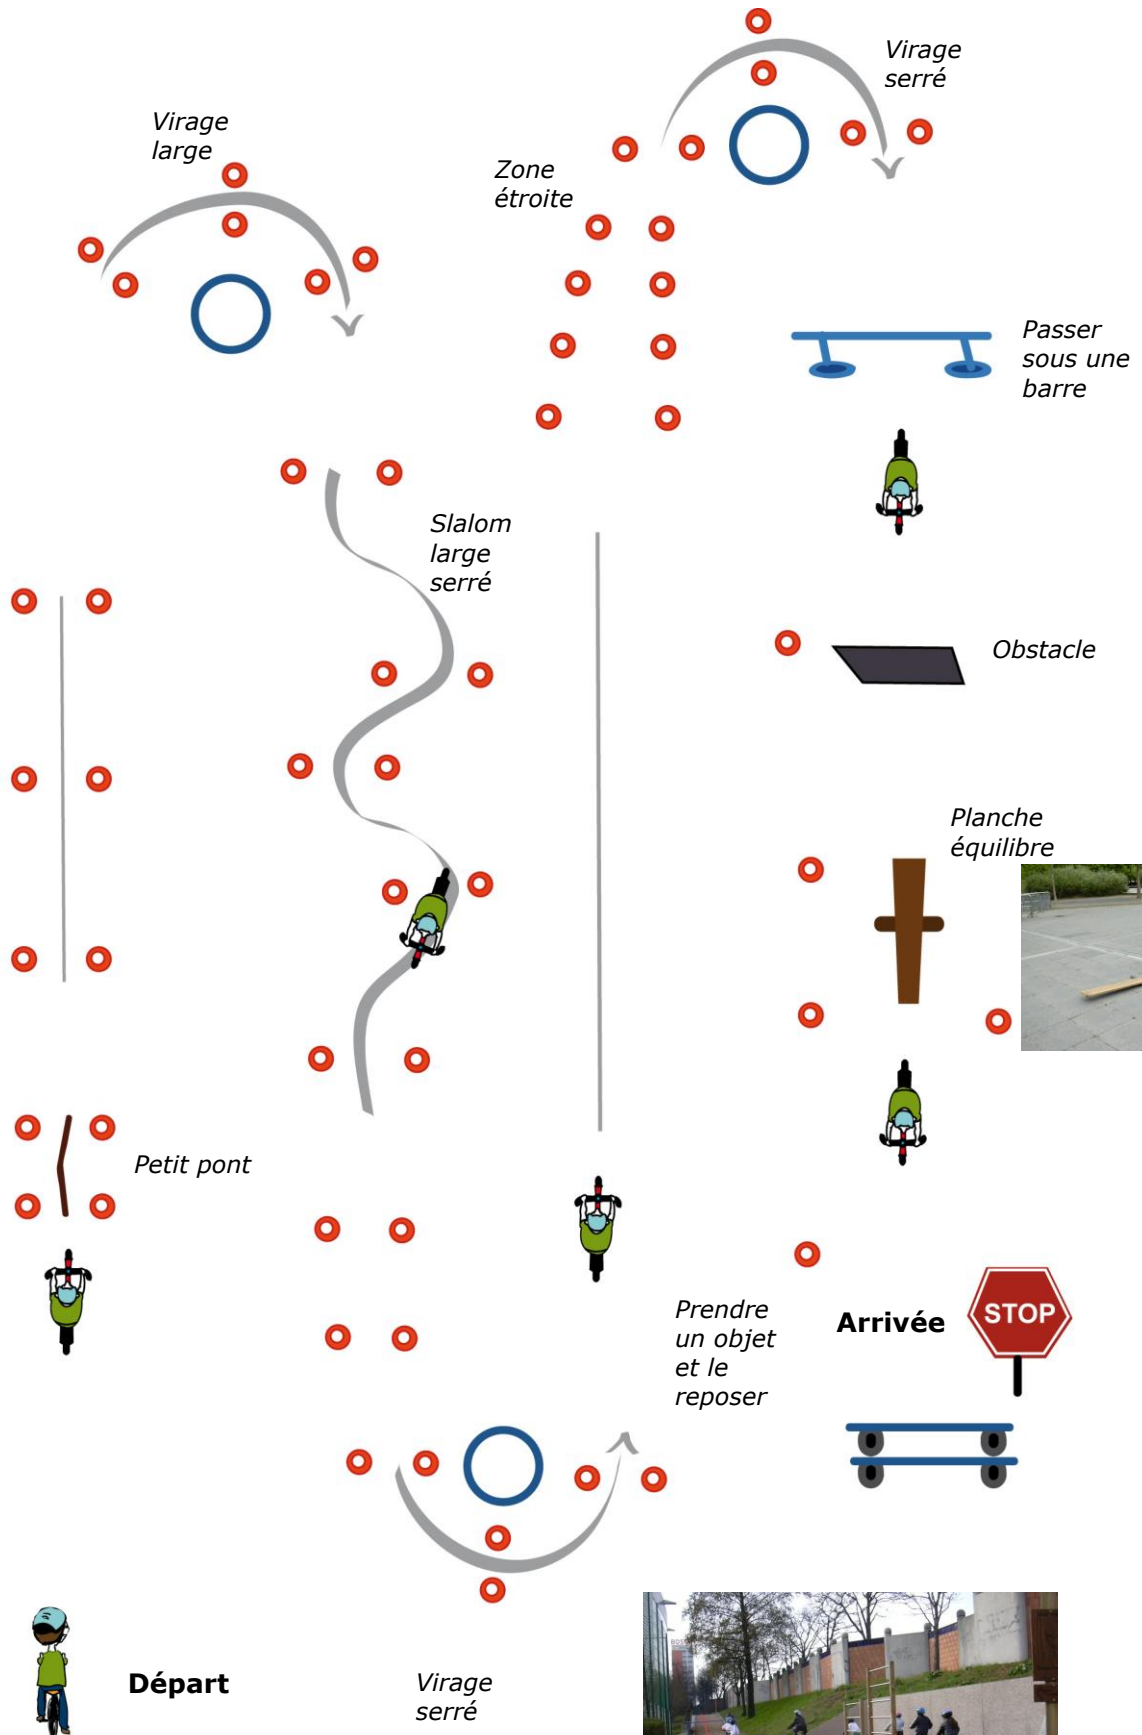 Virage
serré
Virage
large
Zone
étroite
Passer
sous une
barre
Slalom
large
serré
Obstacle
Planche
équilibre
Petit pont
Prendre
un objet
et le
reposer
Arrivée
STOP
Départ
Virage
serré